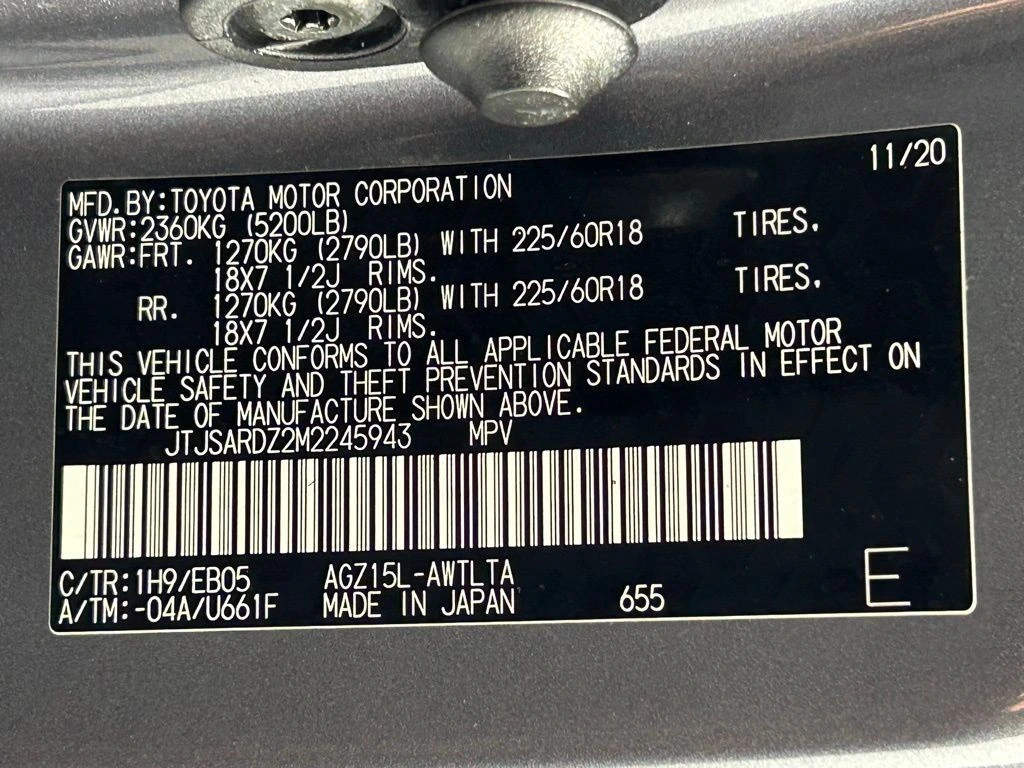 11/20
MFD.BY:TOYOTA MOTOR CORPORATION
GVWR:2360KG (5200LB)
GAWR:FRT. 1270KG (2790LB) WITH 225/60R18 TIRES.
18X7 1/2J RIMS.
RR. 1270KG (2790LB) WITH 225/60R18 TIRES.
18X7 1/2J RIMS.
THIS VEHICLE CONFORMS TO ALL APPLICABLE FEDERAL MOTOR
VEHICLE SAFETY AND THEFT PREVENTION STANDARDS IN EFFECT ON
THE DATE OF MANUFACTURE SHOWN ABOVE.
JTJSARDZ2M2245943 MPV
C/TR:1H9/EB05 AGZ15L-AWTLTA
A/TM:-04A/U661F MADE IN JAPAN 655 E